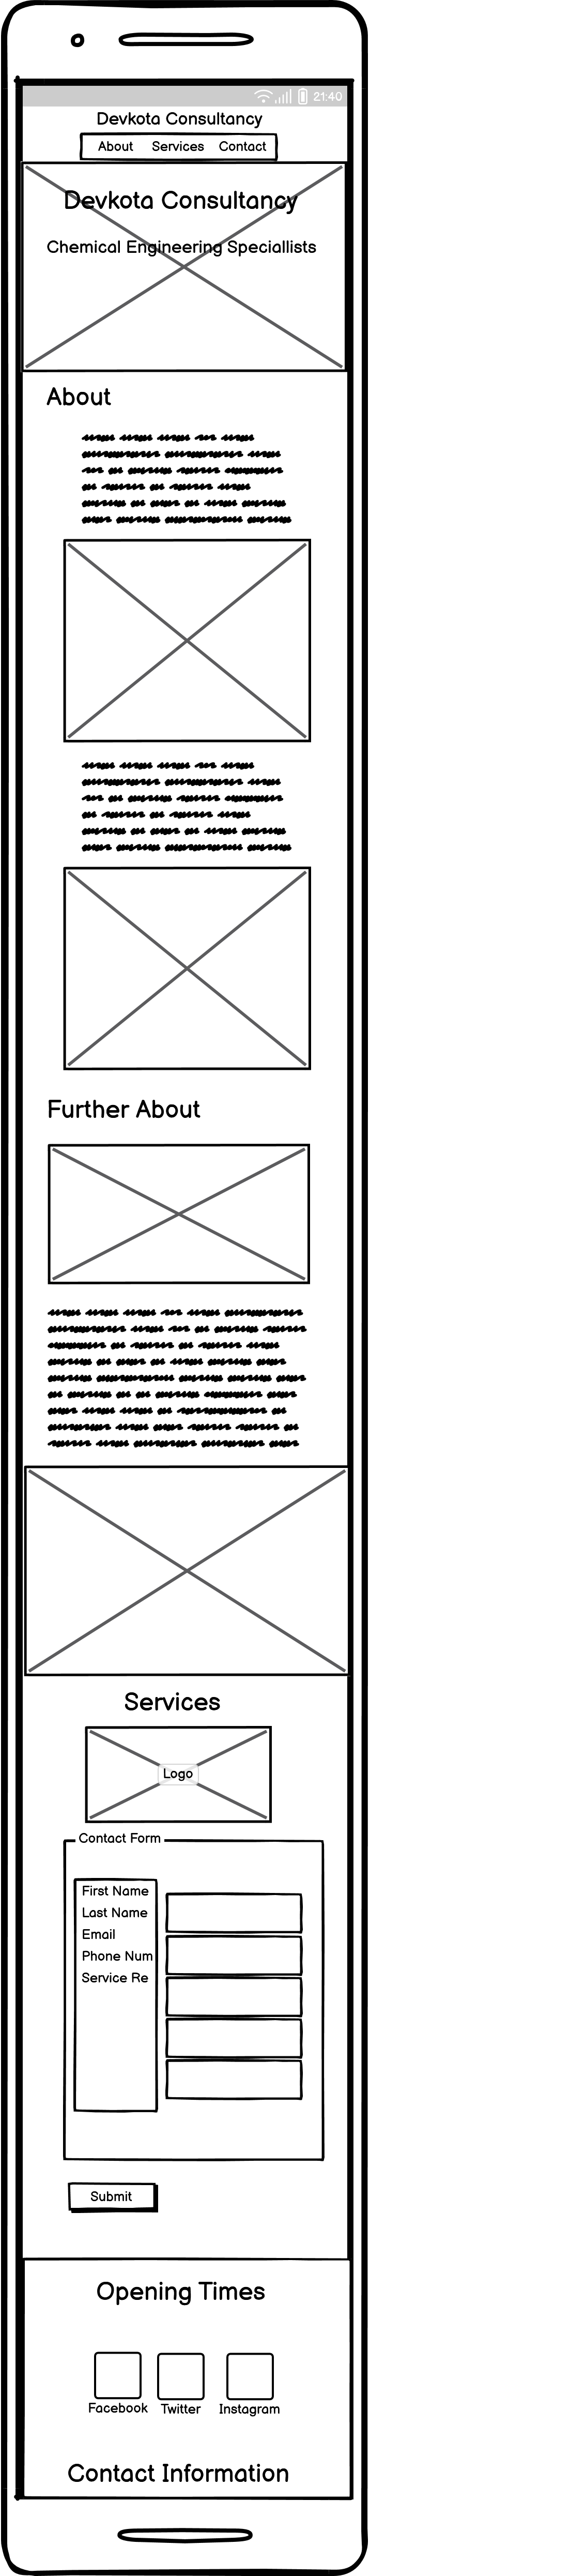 21:40
Devkota Consultancy
About Services Contact
Devkota Consultancy
Chemical Engineering Speciallists
About
Further About
Services
Logo
Contact Form
First Name
Last Name
Email
Phone Num
Service Re
Submit
Opening Times
Facebook Twitter Instagram
Contact Information